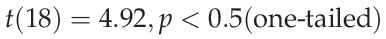 t(18) = 4.92, p < 0.5(one-tailed)